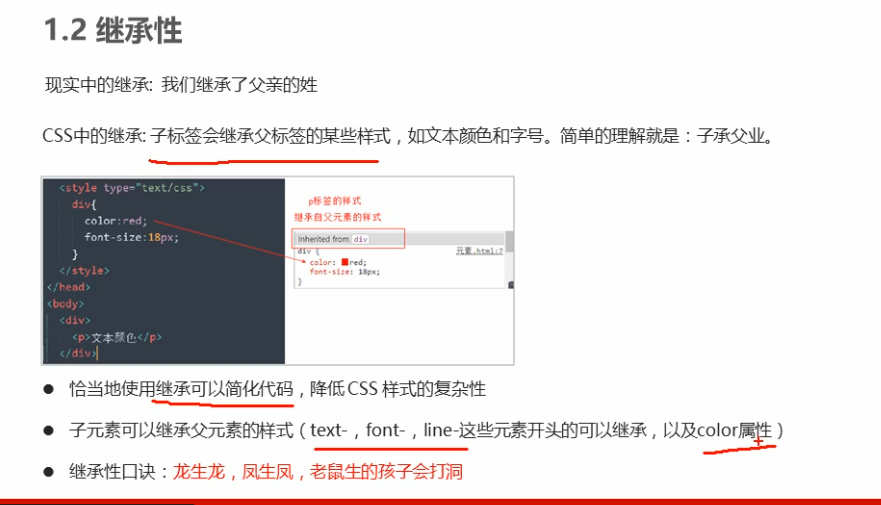 1.2 继承性
现实中的继承: 我们继承了父亲的姓
CSS中的继承: 子标签会继承父标签的某些样式，如文本颜色和字号。简单的理解就是：子承父业。
<style type="text/css">
div{
color:red;
font-size:18px;
}
</style>
</head>
<body>
<div>
<p>文本颜色</p>
</div>
p标签的样式
继承自父元素的样式
Inherited from div
div {
元素.html:7
color: red;
font-size: 18px;
}
● 恰当地使用继承可以简化代码，降低 CSS 样式的复杂性
● 子元素可以继承父元素的样式（text-，font-，line-这些元素开头的可以继承，以及color属性）
● 继承性口诀：龙生龙，凤生凤，老鼠生的孩子会打洞